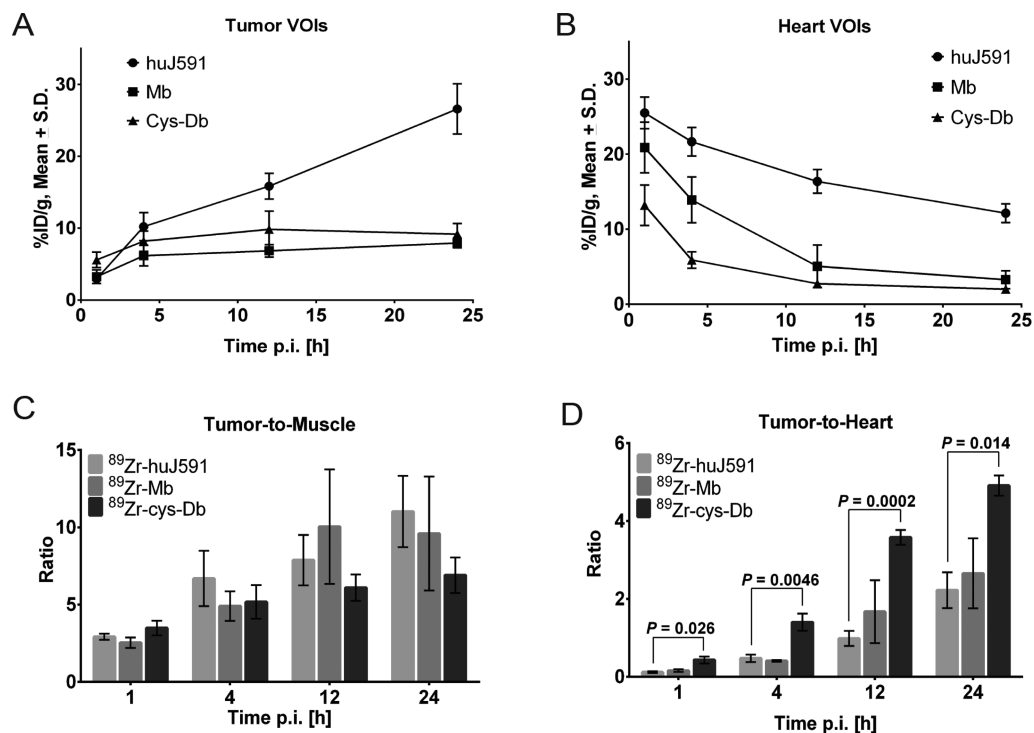 A
Tumor VOIs
huJ591
Mb
Cys-Db
%ID/g, Mean ± S.D.
30
20
10
0
0 5 10 15 20 25
Time p.i. [h]
B
Heart VOIs
huJ591
Mb
Cys-Db
%ID/g, Mean ± S.D.
30
20
10
0
0 5 10 15 20 25
Time p.i. [h]
C
Tumor-to-Muscle
⁸⁹Zr-huJ591
⁸⁹Zr-Mb
⁸⁹Zr-cys-Db
Ratio
15
10
5
0
1 4 12 24
Time p.i. [h]
D
Tumor-to-Heart
⁸⁹Zr-huJ591
⁸⁹Zr-Mb
⁸⁹Zr-cys-Db
P = 0.014
P = 0.0002
P = 0.0046
P = 0.026
Ratio
6
4
2
0
1 4 12 24
Time p.i. [h]